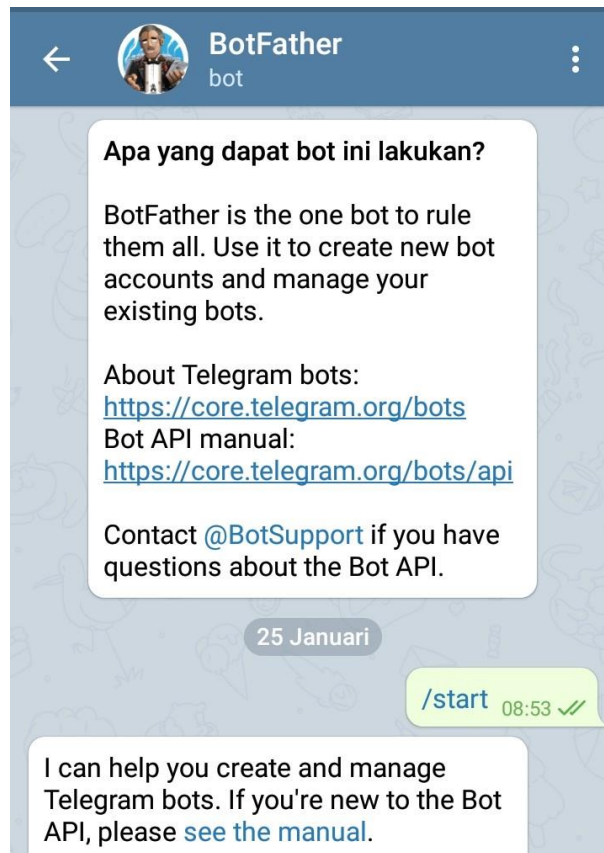 BotFather
bot
Apa yang dapat bot ini lakukan?
BotFather is the one bot to rule
them all. Use it to create new bot
accounts and manage your
existing bots.
About Telegram bots:
https://core.telegram.org/bots
Bot API manual:
https://core.telegram.org/bots/api
Contact @BotSupport if you have
questions about the Bot API.
25 Januari
/start 08:53
I can help you create and manage
Telegram bots. If you're new to the Bot
API, please see the manual.